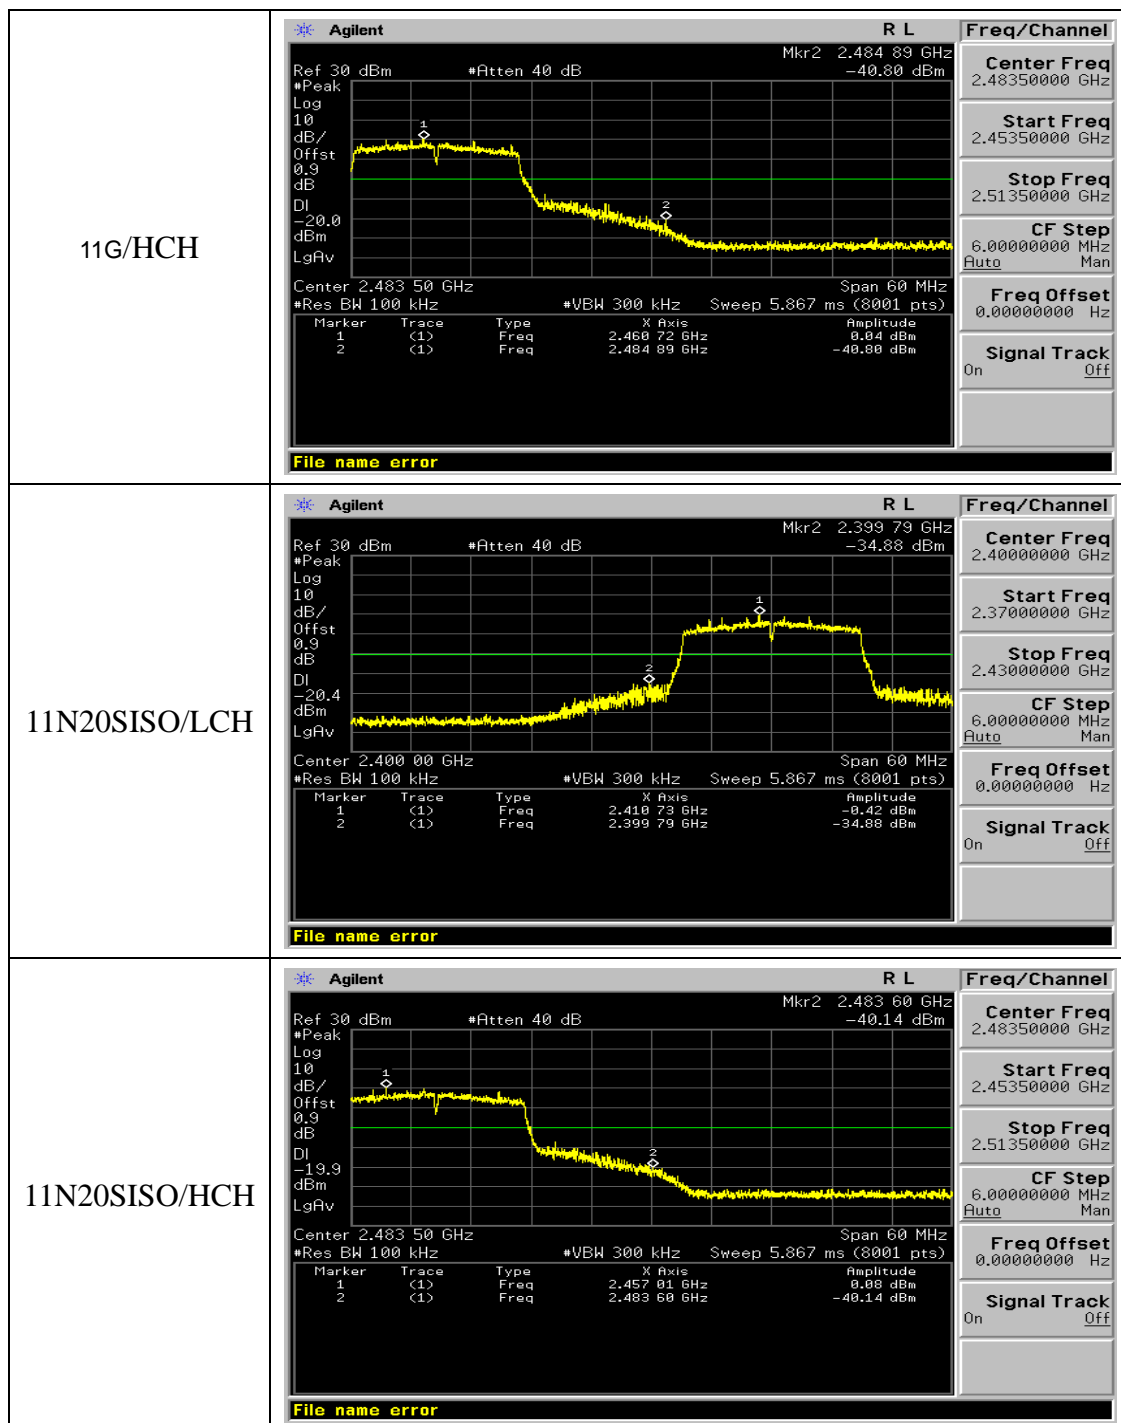 11G/HCH
Agilent R L Freq/Channel
Mkr2 2.484 89 GHz
Ref 30 dBm #Atten 40 dB -40.80 dBm
#Peak
Log
10
dB/
Offst
0.9
dB
DI
-20.0
dBm
LgAv
1
2
Center 2.483 50 GHz Span 60 MHz
#Res BW 100 kHz #VBW 300 kHz Sweep 5.867 ms (8001 pts)
Marker Trace Type X Axis Amplitude
1 (1) Freq 2.460 72 GHz 0.04 dBm
2 (1) Freq 2.484 89 GHz -40.80 dBm
File name error
Center Freq
2.48350000 GHz
Start Freq
2.45350000 GHz
Stop Freq
2.51350000 GHz
CF Step
6.00000000 MHz
Auto Man
Freq Offset
0.00000000 Hz
Signal Track
On Off
11N20SISO/LCH
Agilent R L Freq/Channel
Mkr2 2.399 79 GHz
Ref 30 dBm #Atten 40 dB -34.88 dBm
#Peak
Log
10
dB/
Offst
0.9
dB
DI
-20.4
dBm
LgAv
1
2
Center 2.400 00 GHz Span 60 MHz
#Res BW 100 kHz #VBW 300 kHz Sweep 5.867 ms (8001 pts)
Marker Trace Type X Axis Amplitude
1 (1) Freq 2.410 73 GHz -0.42 dBm
2 (1) Freq 2.399 79 GHz -34.88 dBm
File name error
Center Freq
2.40000000 GHz
Start Freq
2.37000000 GHz
Stop Freq
2.43000000 GHz
CF Step
6.00000000 MHz
Auto Man
Freq Offset
0.00000000 Hz
Signal Track
On Off
11N20SISO/HCH
Agilent R L Freq/Channel
Mkr2 2.483 60 GHz
Ref 30 dBm #Atten 40 dB -40.14 dBm
#Peak
Log
10
dB/
Offst
0.9
dB
DI
-19.9
dBm
LgAv
1
2
Center 2.483 50 GHz Span 60 MHz
#Res BW 100 kHz #VBW 300 kHz Sweep 5.867 ms (8001 pts)
Marker Trace Type X Axis Amplitude
1 (1) Freq 2.457 01 GHz 0.08 dBm
2 (1) Freq 2.483 60 GHz -40.14 dBm
File name error
Center Freq
2.48350000 GHz
Start Freq
2.45350000 GHz
Stop Freq
2.51350000 GHz
CF Step
6.00000000 MHz
Auto Man
Freq Offset
0.00000000 Hz
Signal Track
On Off